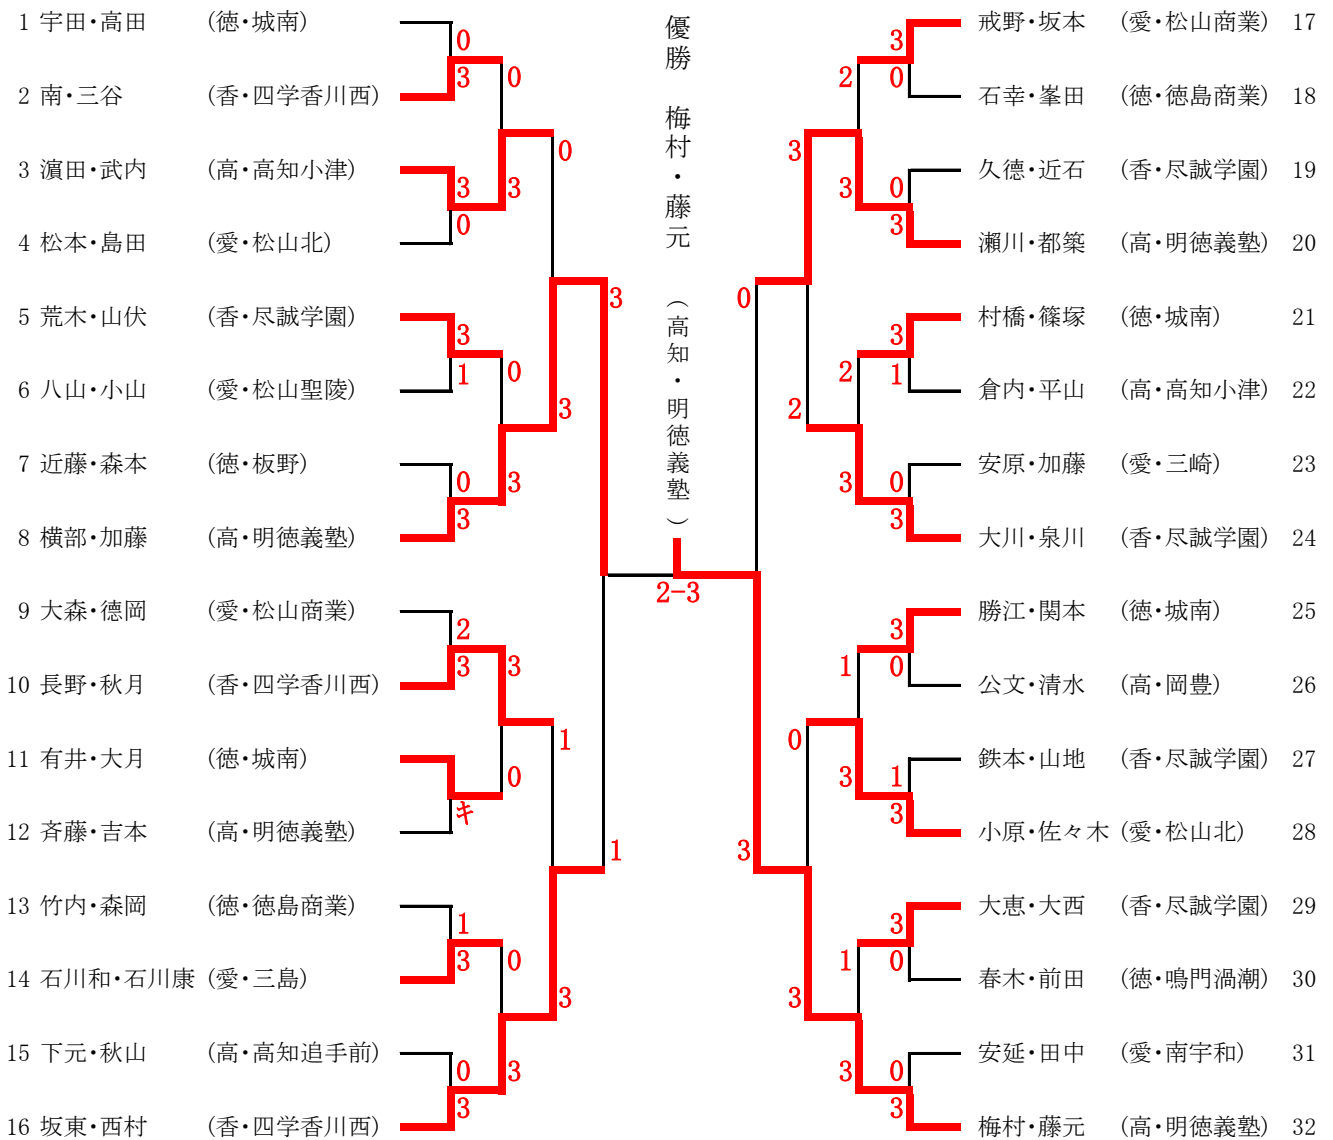 優勝 梅村・藤元 (高知・明徳義塾)
1 宇田・高田 (徳・城南)
0
3
0
2 南・三谷 (香・四学香川西)
0
3 濵田・武内 (高・高知小津)
3
3
0
4 松本・島田 (愛・松山北)
3
5 荒木・山伏 (香・尽誠学園)
3
1
0
6 八山・小山 (愛・松山聖陵)
3
7 近藤・森本 (徳・板野)
0
3
3
8 横部・加藤 (高・明徳義塾)
2-3
9 大森・德岡 (愛・松山商業)
2
3
3
10 長野・秋月 (香・四学香川西)
1
11 有井・大月 (徳・城南)
0
キ
12 斉藤・吉本 (高・明徳義塾)
1
13 竹内・森岡 (徳・徳島商業)
1
3
0
14 石川和・石川康 (愛・三島)
3
15 下元・秋山 (高・高知追手前)
0
3
3
16 坂東・西村 (香・四学香川西)
戒野・坂本 (愛・松山商業) 17
3
2
0
石幸・峯田 (徳・徳島商業) 18
3
久德・近石 (香・尽誠学園) 19
3
0
3
瀬川・都築 (高・明徳義塾) 20
0
村橋・篠塚 (徳・城南) 21
3
2
1
倉内・平山 (高・高知小津) 22
2
安原・加藤 (愛・三崎) 23
3
0
3
大川・泉川 (香・尽誠学園) 24
勝江・関本 (徳・城南) 25
3
1
0
公文・清水 (高・岡豊) 26
0
鉄本・山地 (香・尽誠学園) 27
3
1
3
小原・佐々木 (愛・松山北) 28
3
大恵・大西 (香・尽誠学園) 29
3
1
0
春木・前田 (徳・鳴門渦潮) 30
3
安延・田中 (愛・南宇和) 31
3
0
3
梅村・藤元 (高・明徳義塾) 32